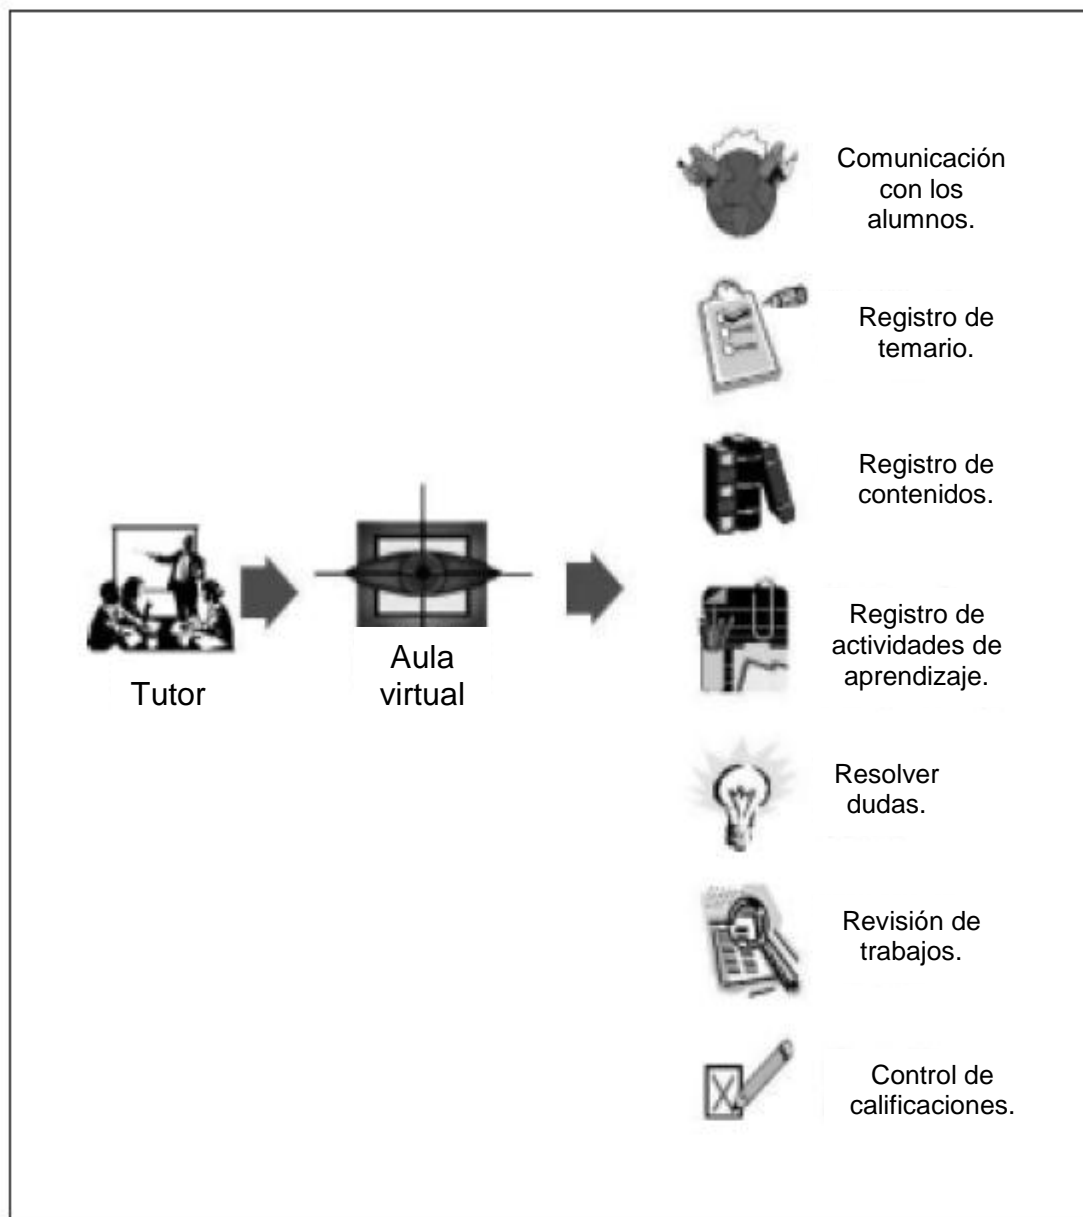 Tutor
Aula
virtual
Comunicación
con los
alumnos.
Registro de
temario.
Registro de
contenidos.
Registro de
actividades de
aprendizaje.
Resolver
dudas.
Revisión de
trabajos.
Control de
calificaciones.